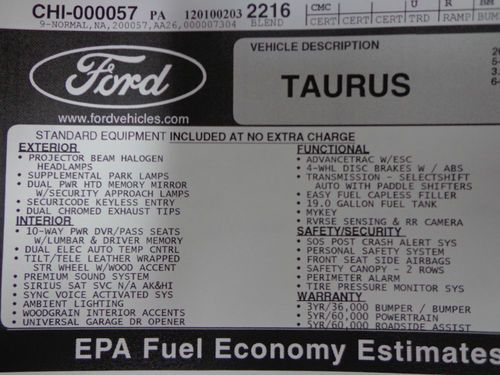 CHI-000057 PA 120100203 2216
BLEND
9-NORMAL,NA,200057,AA26,000007304
CMC U R
CERT CERT CERT TRD RAMP BUMP
Ford
www.fordvehicles.com
VEHICLE DESCRIPTION
TAURUS
STANDARD EQUIPMENT INCLUDED AT NO EXTRA CHARGE
EXTERIOR
• PROJECTOR BEAM HALOGEN
HEADLAMPS
• SUPPLEMENTAL PARK LAMPS
• DUAL PWR HTD MEMORY MIRROR
W/SECURITY APPROACH LAMPS
• SECURICODE KEYLESS ENTRY
• DUAL CHROMED EXHAUST TIPS
INTERIOR
• 10-WAY PWR DVR/PASS SEATS
W/LUMBAR & DRIVER MEMORY
• DUAL ELEC AUTO TEMP CNTRL
• TILT/TELE LEATHER WRAPPED
STR WHEEL W/WOOD ACCENT
• PREMIUM SOUND SYSTEM
• SIRIUS SAT SVC N/A AK&HI
• SYNC VOICE ACTIVATED SYS
• AMBIENT LIGHTING
• WOODGRAIN INTERIOR ACCENTS
• UNIVERSAL GARAGE DR OPENER
FUNCTIONAL
• ADVANCETRAC W/ESC
• 4-WHL DISC BRAKES W / ABS
• TRANSMISSION - SELECTSHIFT
AUTO WITH PADDLE SHIFTERS
• EASY FUEL CAPLESS FILLER
• 19.0 GALLON FUEL TANK
• MYKEY
• RVRSE SENSING & RR CAMERA
SAFETY/SECURITY
• SOS POST CRASH ALERT SYS
• PERSONAL SAFETY SYSTEM
• FRONT SEAT SIDE AIRBAGS
• SAFETY CANOPY - 2 ROWS
• PERIMETER ALARM
• TIRE PRESSURE MONITOR SYS
WARRANTY
• 3YR/36,000 BUMPER / BUMPER
• 5YR/60,000 POWERTRAIN
• 5YR/60,000 ROADSIDE ASSIST
EPA Fuel Economy Estimates